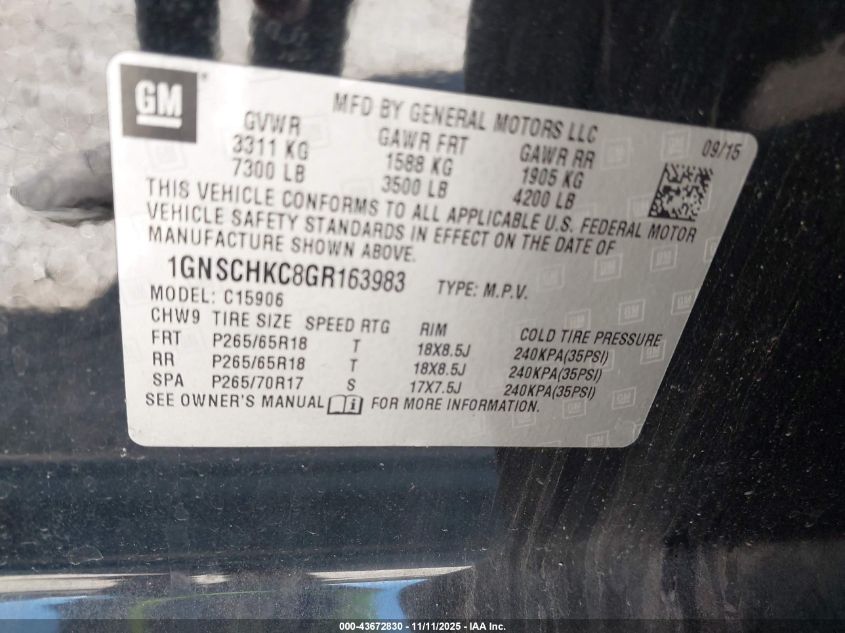 GM
MFD BY GENERAL MOTORS LLC
09/15
GVWR GAWR FRT GAWR RR
3311 KG 1588 KG 1905 KG
7300 LB 3500 LB 4200 LB
THIS VEHICLE CONFORMS TO ALL APPLICABLE U.S. FEDERAL MOTOR
VEHICLE SAFETY STANDARDS IN EFFECT ON THE DATE OF
MANUFACTURE SHOWN ABOVE.
1GNSCHKC8GR163983 TYPE: M.P.V.
MODEL: C15906
CHW9 TIRE SIZE SPEED RTG RIM COLD TIRE PRESSURE
FRT P265/65R18 T 18X8.5J 240KPA(35PSI)
RR P265/65R18 T 18X8.5J 240KPA(35PSI)
SPA P265/70R17 S 17X7.5J 240KPA(35PSI)
SEE OWNER'S MANUAL FOR MORE INFORMATION.
000-43672830 - 11/11/2025 - IAA Inc.